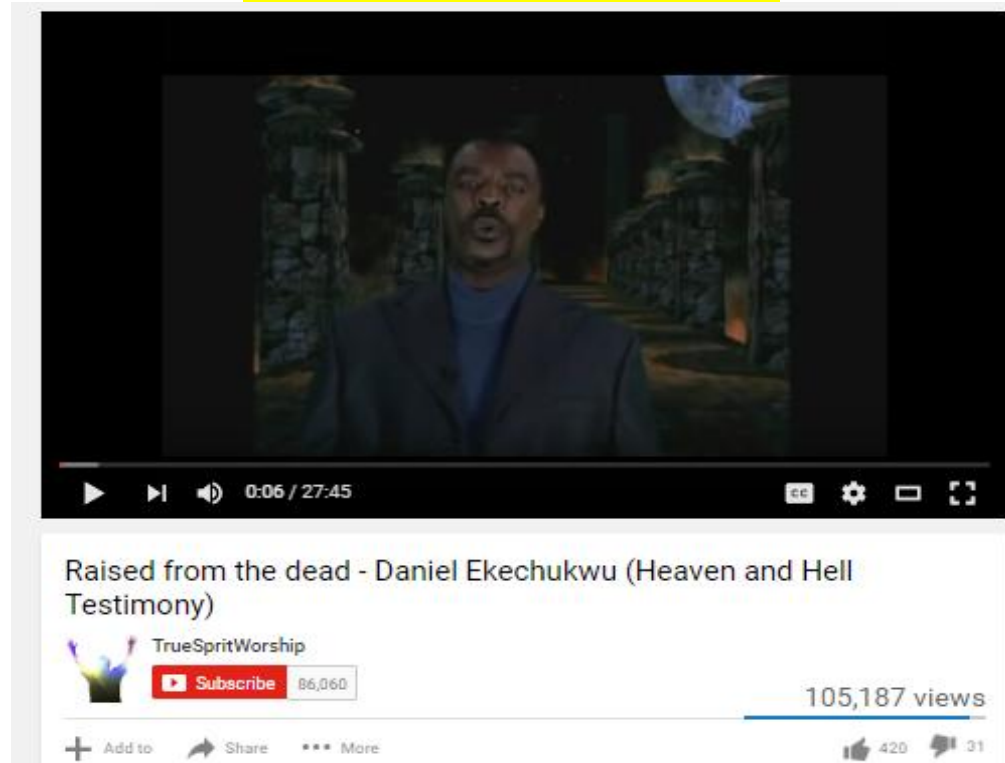 0:06 / 27:45
CC
Raised from the dead - Daniel Ekechukwu (Heaven and Hell
Testimony)
TrueSpritWorship
Subscribe 86,060
105,187 views
Add to Share More 420 31